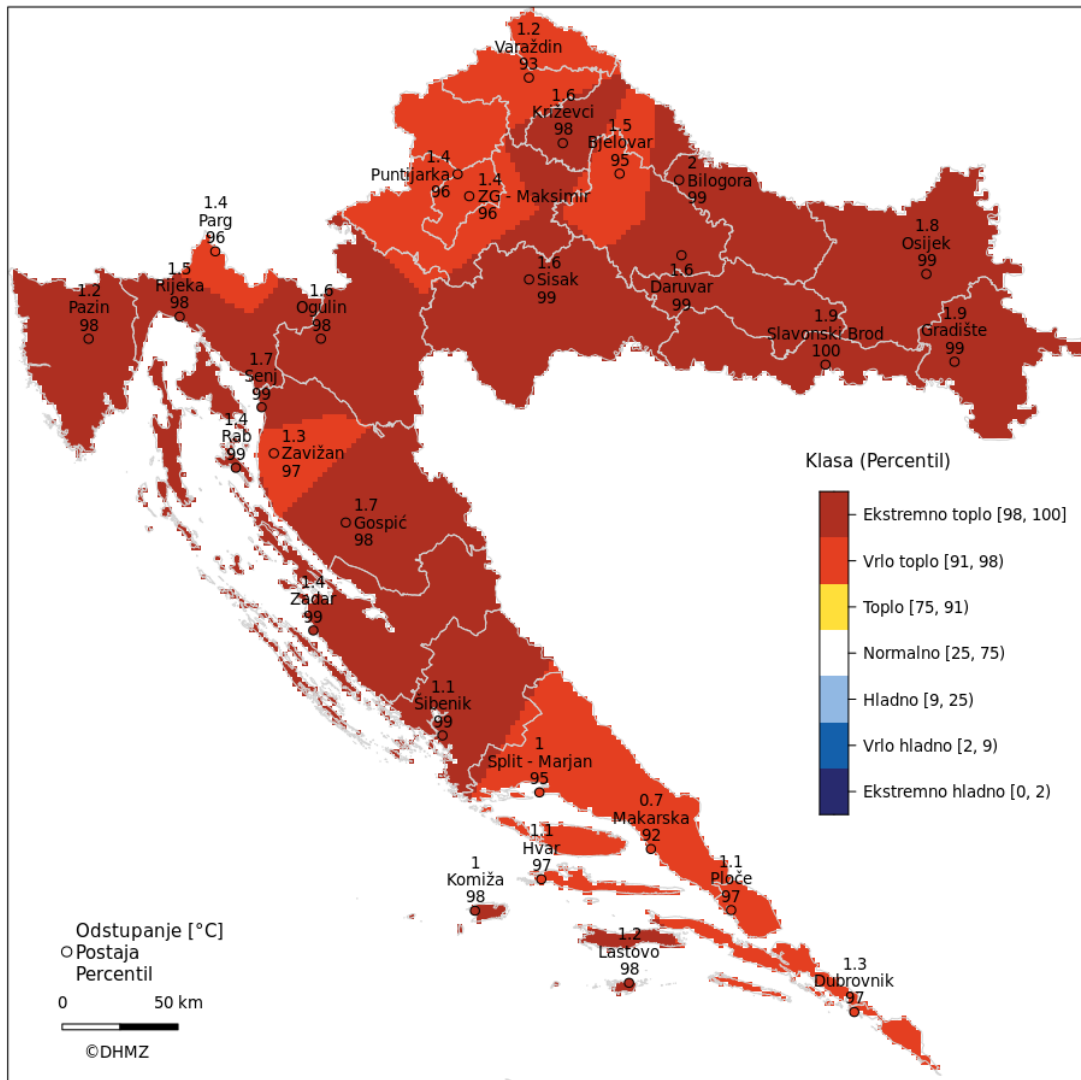 1.2
Varaždin
93
1.6
Križevci
98
1.5
Bjelovar
95
1.4
Puntijarka
96
1.4
ZG - Maksimir
96
2
Bilogora
99
1.4
Parg
96
1.8
Osijek
99
1.2
Pazin
98
1.5
Rijeka
98
1.6
Ogulin
98
1.6
Sisak
99
1.6
Daruvar
99
1.9
Slavonski Brod
100
1.9
Gradište
99
1.7
Senj
99
1.4
Rab
99
1.3
Zavižan
97
1.7
Gospić
98
1.4
Zadar
99
1.1
Šibenik
99
1
Split - Marjan
95
0.7
Makarska
92
1.1
Hvar
97
1
Komiža
98
1.1
Ploče
97
1.2
Lastovo
98
1.3
Dubrovnik
97
Klasa (Percentil)
Ekstremno toplo [98, 100]
Vrlo toplo [91, 98)
Toplo [75, 91)
Normalno [25, 75)
Hladno [9, 25)
Vrlo hladno [2, 9)
Ekstremno hladno [0, 2)
Odstupanje [°C]
Postaja
Percentil
0 50 km
©DHMZ